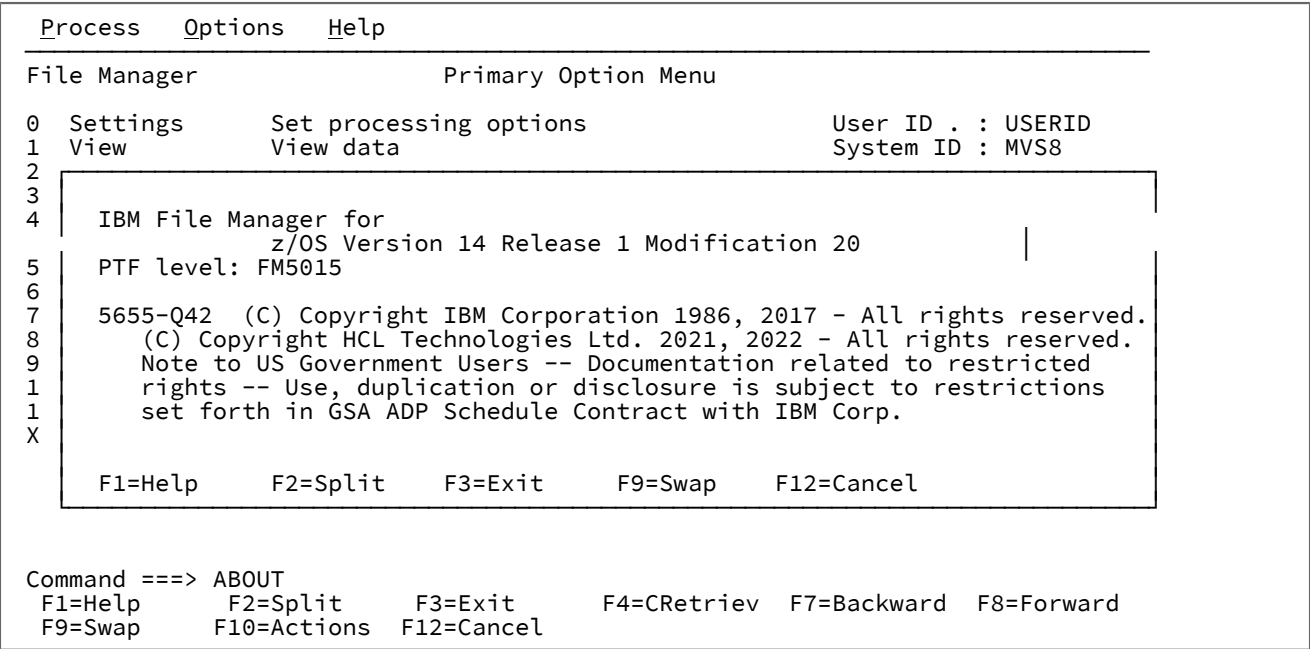 Process   Options   Help
File Manager                 Primary Option Menu
0  Settings      Set processing options                 User ID . : USERID
1  View          View data                              System ID : MVS8
2
3
4     IBM File Manager for
                 z/OS Version 14 Release 1 Modification 20
5     PTF level: FM5015
6
7     5655-Q42  (C) Copyright IBM Corporation 1986, 2017 - All rights reserved.
8        (C) Copyright HCL Technologies Ltd. 2021, 2022 - All rights reserved.
9        Note to US Government Users -- Documentation related to restricted
1        rights -- Use, duplication or disclosure is subject to restrictions
1        set forth in GSA ADP Schedule Contract with IBM Corp.
X
     F1=Help     F2=Split    F3=Exit     F9=Swap    F12=Cancel
Command ===> ABOUT
 F1=Help      F2=Split     F3=Exit      F4=CRetriev  F7=Backward  F8=Forward
 F9=Swap     F10=Actions  F12=Cancel